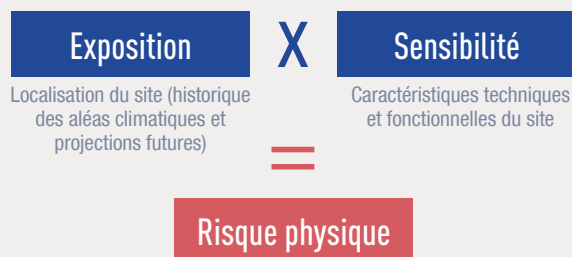 Exposition
X
Sensibilité
Localisation du site (historique
des aléas climatiques et
projections futures)
Caractéristiques techniques
et fonctionnelles du site
=
Risque physique